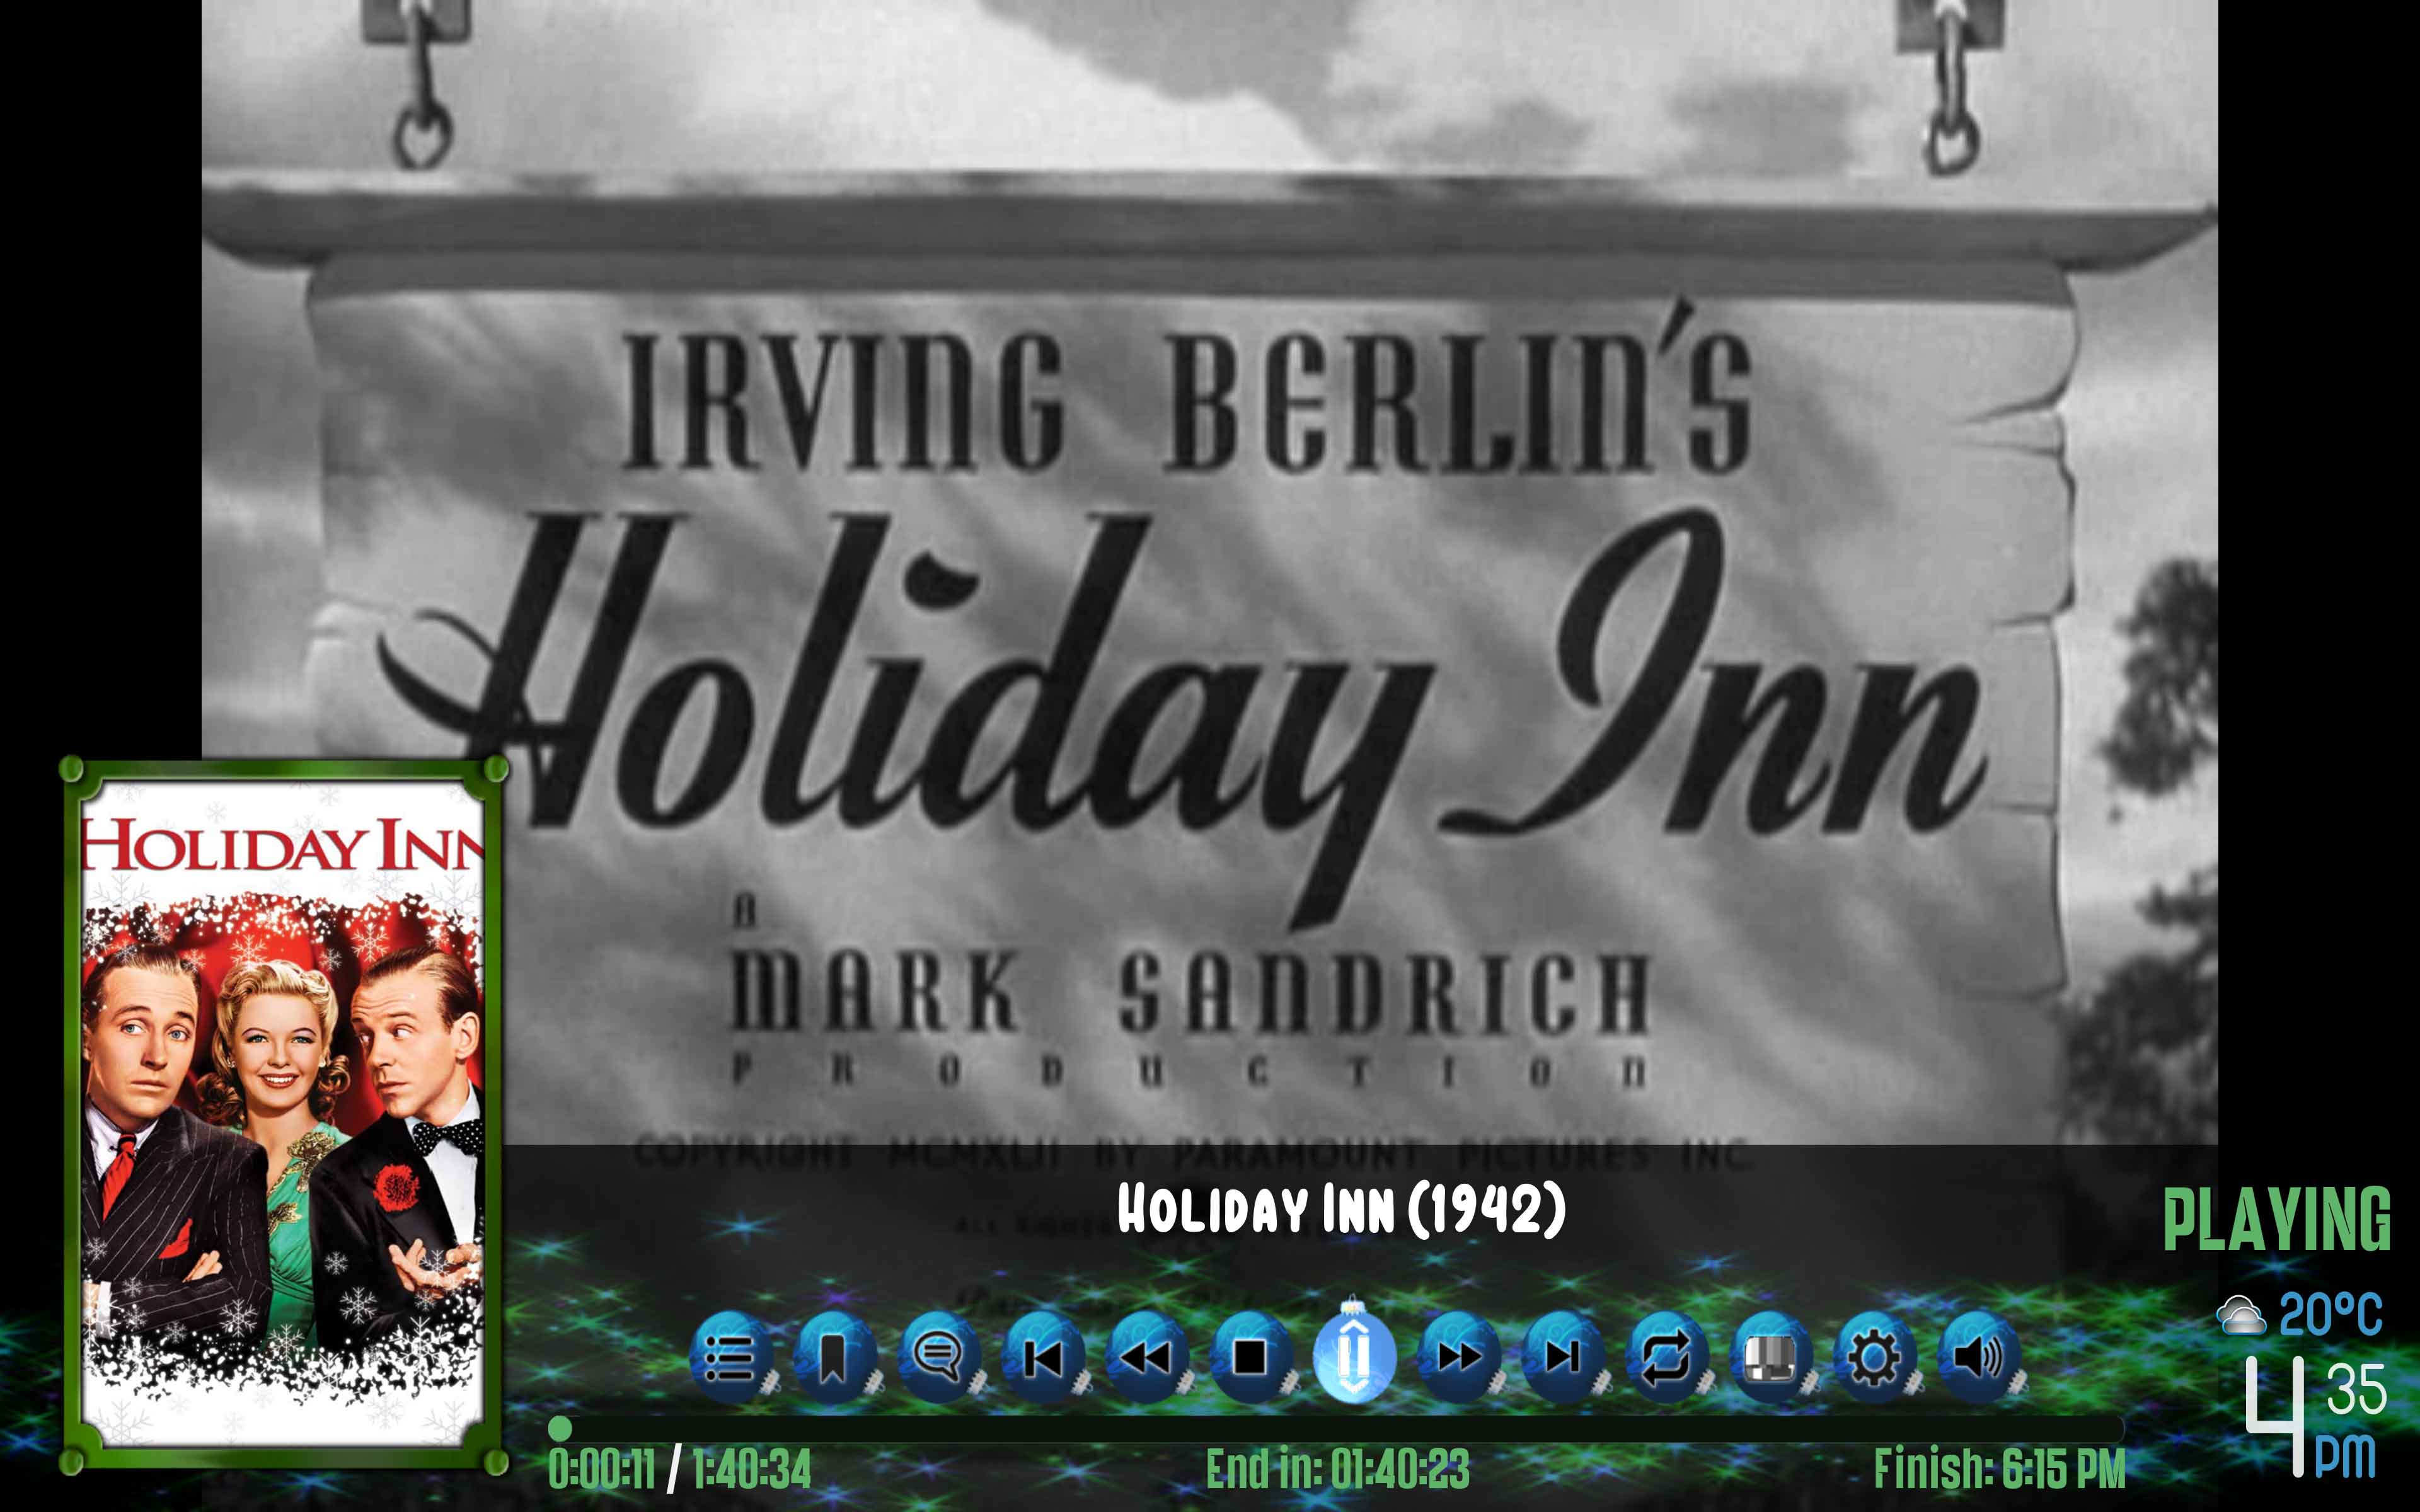 IRVING BERLIN'S
Holiday Inn
A
MARK SANDRICH
PRODUCTION
COPYRIGHT MCMXLII BY PARAMOUNT PICTURES INC.
HOLIDAY INN
HOLIDAY INN (1942)
PLAYING
20°C
4 35 PM
0:00:11 / 1:40:34
End in: 01:40:23
Finish: 6:15 PM